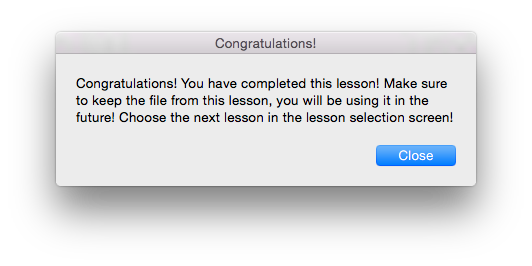 Congratulations!
Congratulations! You have completed this lesson! Make sure
to keep the file from this lesson, you will be using it in the
future! Choose the next lesson in the lesson selection screen!
Close